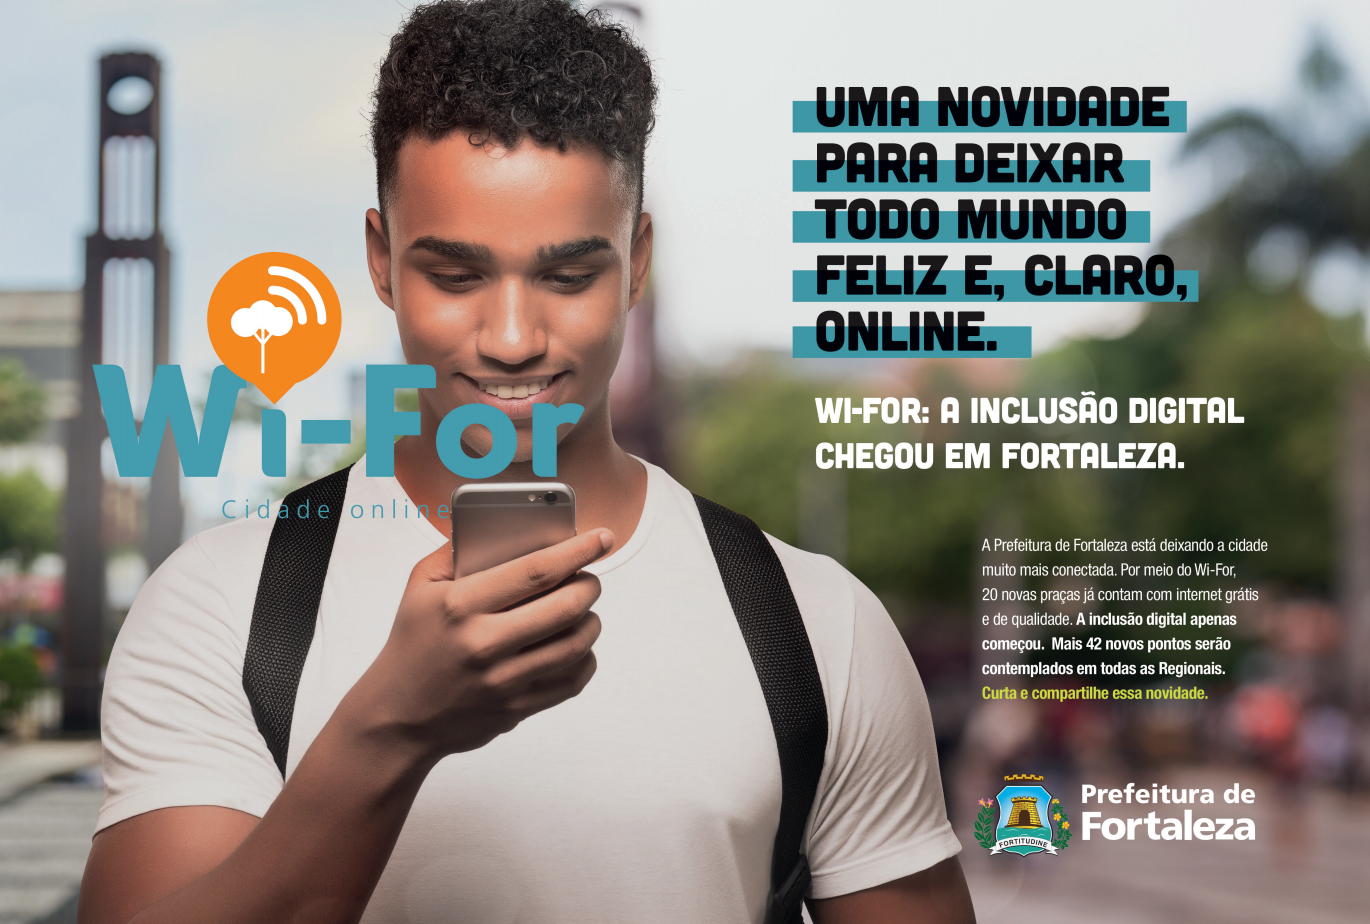 Wi-For
Cidade online
UMA NOVIDADE
PARA DEIXAR
TODO MUNDO
FELIZ E, CLARO,
ONLINE.
WI-FOR: A INCLUSÃO DIGITAL
CHEGOU EM FORTALEZA.
A Prefeitura de Fortaleza está deixando a cidade
muito mais conectada. Por meio do Wi-For,
20 novas praças já contam com internet grátis
e de qualidade. A inclusão digital apenas
começou. Mais 42 novos pontos serão
contemplados em todas as Regionais.
Curta e compartilhe essa novidade.
FORTITUDINE
Prefeitura de
Fortaleza